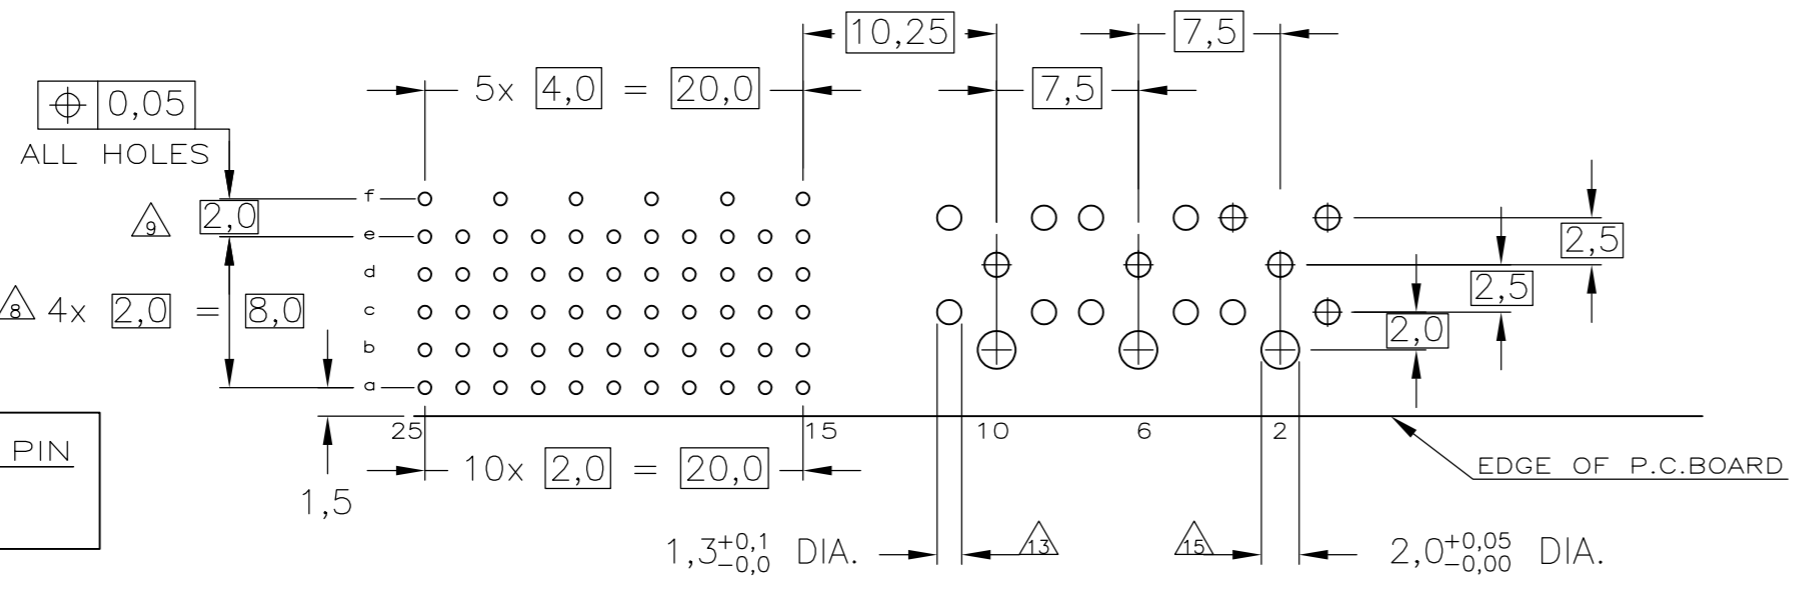 10,25
7,5
5x 4,0 = 20,0
7,5
⌖ 0,05
ALL HOLES
f
9
2,0
e
2,5
d
2,5
8 4x 2,0 = 8,0
c
2,0
b
a
25 15 10 6 2
PIN
10x 2,0 = 20,0
EDGE OF P.C.BOARD
1,5
1,3 +0,1 -0,0 DIA. 13
15 2,0 +0,05 -0,00 DIA.